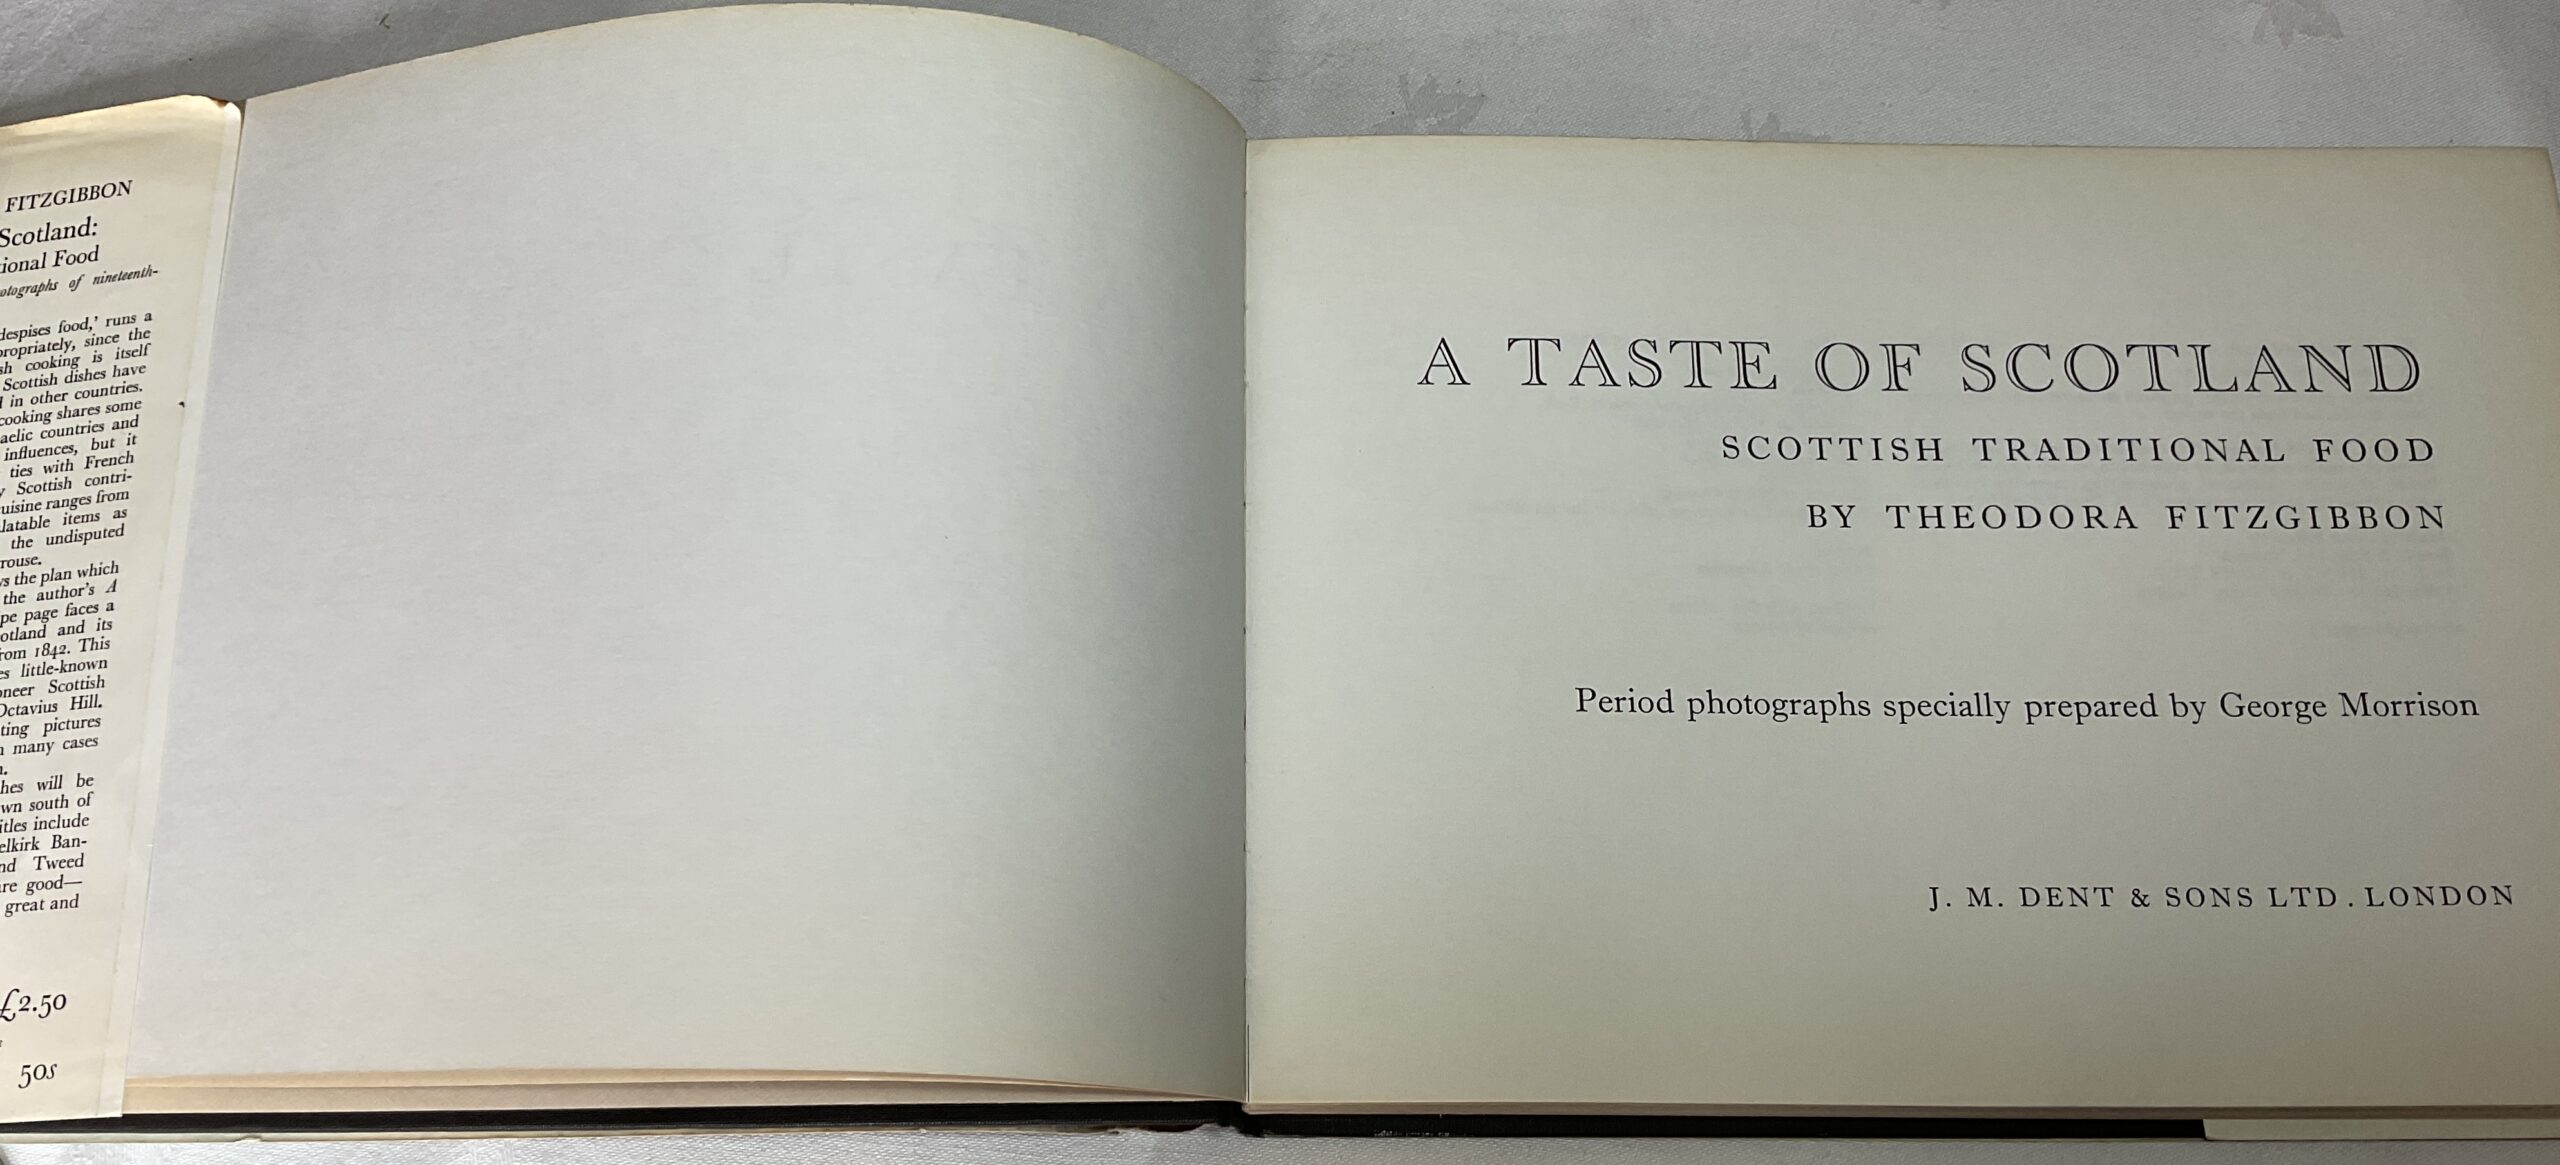 FITZGIBBON
Scotland:
ional Food
otographs of nineteenth-
despises food,' runs a
propriately, since the
sh cooking is itself
Scottish dishes have
in other countries.
cooking shares some
aelic countries and
influences, but it
ties with French
y Scottish contri-
uisine ranges from
latable items as
the undisputed
rouse.
ws the plan which
the author's A
pe page faces a
otland and its
rom 1842. This
es little-known
oneer Scottish
Octavius Hill.
ting pictures
n many cases
hes will be
wn south of
itles include
elkirk Ban-
nd Tweed
are good—
great and
£2.50
50s
A TASTE OF SCOTLAND
SCOTTISH TRADITIONAL FOOD
BY THEODORA FITZGIBBON
Period photographs specially prepared by George Morrison
J. M. DENT & SONS LTD . LONDON